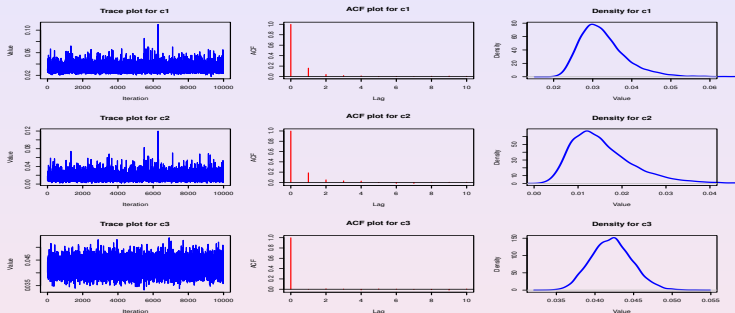 Trace plot for c1
Value
0.02 0.06 0.10
0 2000 4000 6000 8000 10000
Iteration
ACF plot for c1
ACF
0.0 0.2 0.4 0.6 0.8 1.0
0 2 4 6 8 10
Lag
Density for c1
Density
0 20 40 60 80
0.02 0.03 0.04 0.05 0.06
Value
Trace plot for c2
Value
0.00 0.04 0.08 0.12
0 2000 4000 6000 8000 10000
Iteration
ACF plot for c2
ACF
0.0 0.2 0.4 0.6 0.8 1.0
0 2 4 6 8 10
Lag
Density for c2
Density
0 10 30 50
0.00 0.01 0.02 0.03 0.04
Value
Trace plot for c3
Value
0.035 0.045
0 2000 4000 6000 8000 10000
Iteration
ACF plot for c3
ACF
0.0 0.2 0.4 0.6 0.8 1.0
0 2 4 6 8 10
Lag
Density for c3
Density
0 50 100 150
0.035 0.040 0.045 0.050 0.055
Value